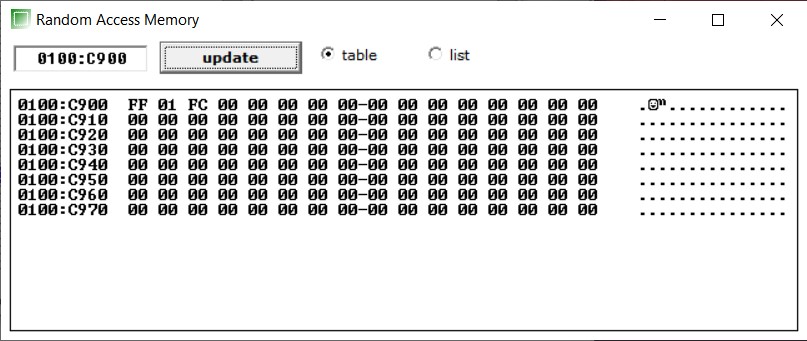 Random Access Memory
0100:C900 update table list
0100:C900 FF 01 FC 00 00 00 00 00-00 00 00 00 00 00 00 00 .☺ⁿ.............
0100:C910 00 00 00 00 00 00 00 00-00 00 00 00 00 00 00 00 ................
0100:C920 00 00 00 00 00 00 00 00-00 00 00 00 00 00 00 00 ................
0100:C930 00 00 00 00 00 00 00 00-00 00 00 00 00 00 00 00 ................
0100:C940 00 00 00 00 00 00 00 00-00 00 00 00 00 00 00 00 ................
0100:C950 00 00 00 00 00 00 00 00-00 00 00 00 00 00 00 00 ................
0100:C960 00 00 00 00 00 00 00 00-00 00 00 00 00 00 00 00 ................
0100:C970 00 00 00 00 00 00 00 00-00 00 00 00 00 00 00 00 ................